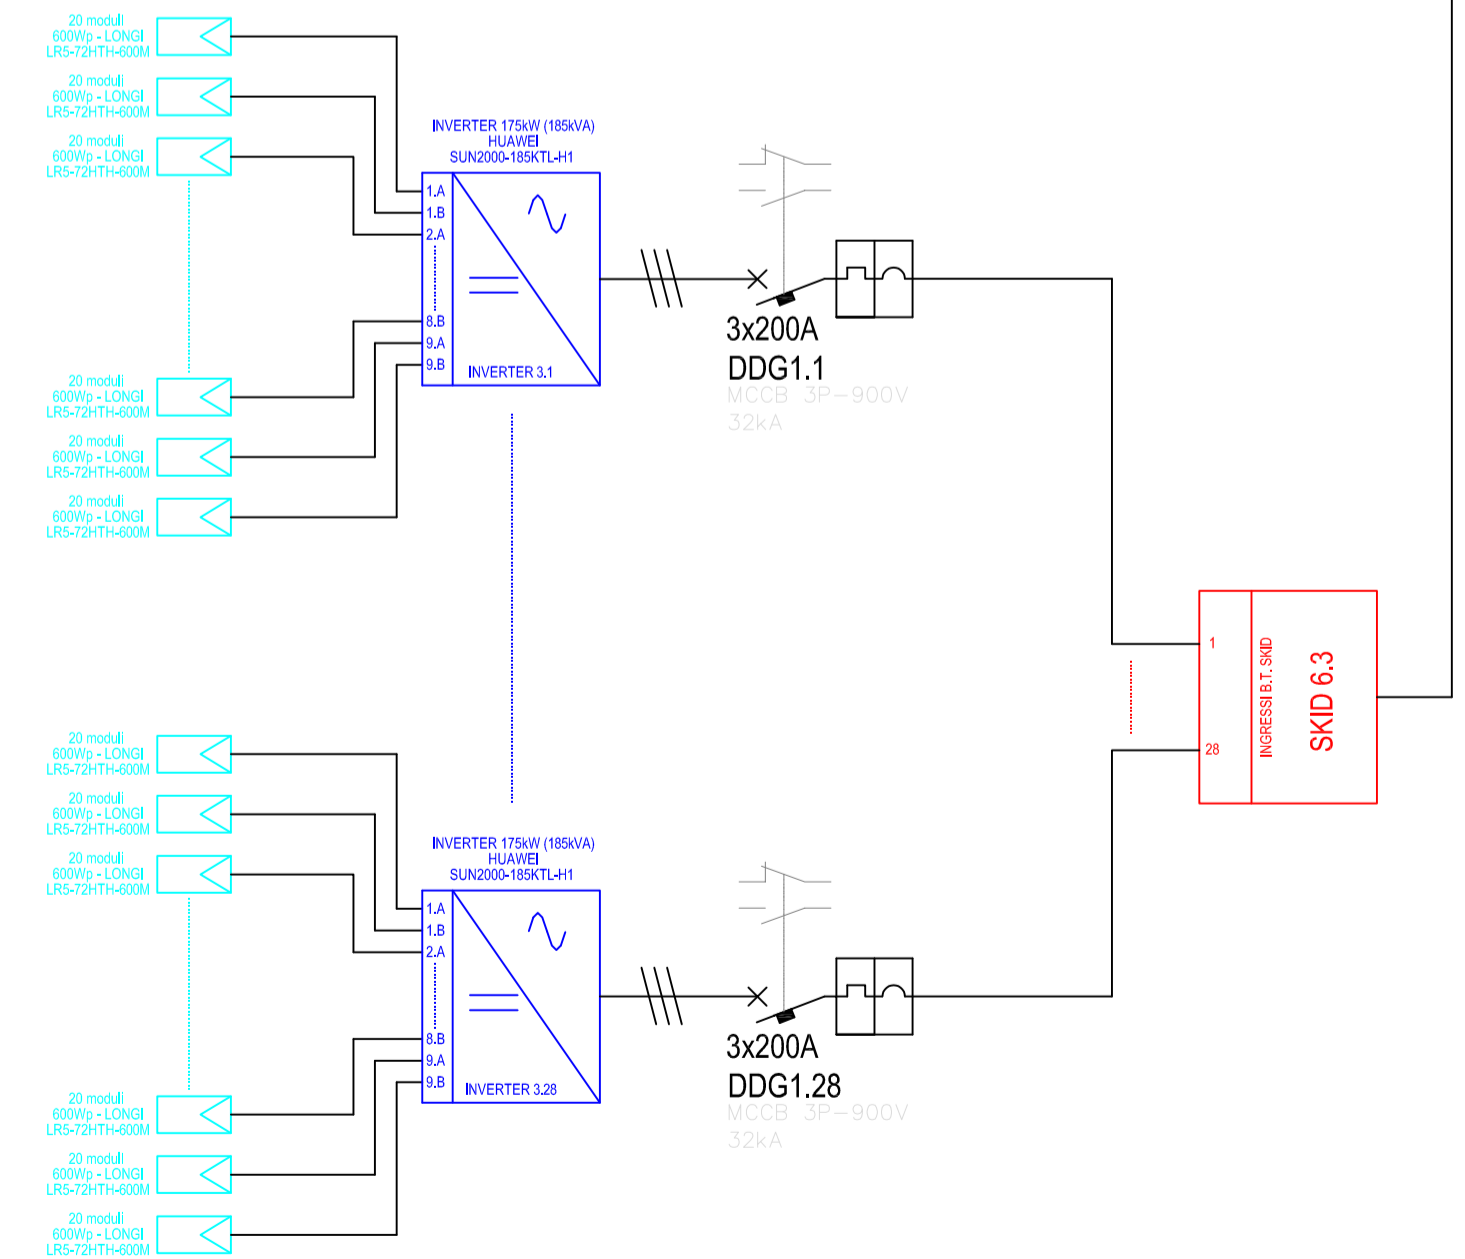 20 moduli
600Wp - LONGI
LR5-72HTH-600M
20 moduli
600Wp - LONGI
LR5-72HTH-600M
20 moduli
600Wp - LONGI
LR5-72HTH-600M
INVERTER 175kW (185kVA)
HUAWEI
SUN2000-185KTL-H1
1.A
1.B
2.A
8.B
9.A
9.B
INVERTER 3.1
20 moduli
600Wp - LONGI
LR5-72HTH-600M
20 moduli
600Wp - LONGI
LR5-72HTH-600M
20 moduli
600Wp - LONGI
LR5-72HTH-600M
3x200A
DDG1.1
MCCB 3P-900V
32kA
1
28
INGRESSI B.T. SKID
SKID 6.3
20 moduli
600Wp - LONGI
LR5-72HTH-600M
20 moduli
600Wp - LONGI
LR5-72HTH-600M
20 moduli
600Wp - LONGI
LR5-72HTH-600M
INVERTER 175kW (185kVA)
HUAWEI
SUN2000-185KTL-H1
1.A
1.B
2.A
8.B
9.A
9.B
INVERTER 3.28
20 moduli
600Wp - LONGI
LR5-72HTH-600M
20 moduli
600Wp - LONGI
LR5-72HTH-600M
20 moduli
600Wp - LONGI
LR5-72HTH-600M
3x200A
DDG1.28
MCCB 3P-900V
32kA